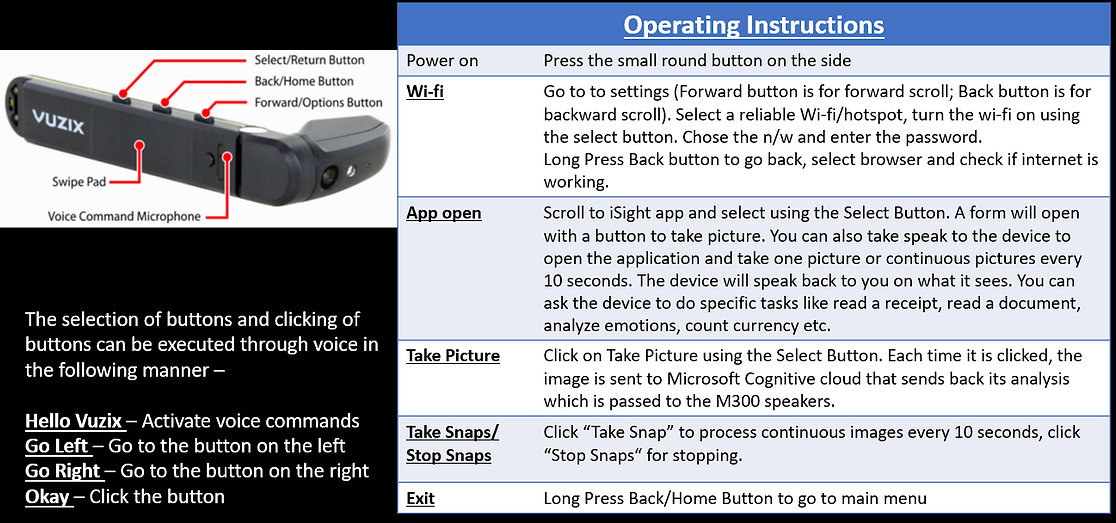 Select/Return Button
Back/Home Button
Forward/Options Button
VUZIX
Swipe Pad
Voice Command Microphone
The selection of buttons and clicking of
buttons can be executed through voice in
the following manner –
Hello Vuzix – Activate voice commands
Go Left – Go to the button on the left
Go Right – Go to the button on the right
Okay – Click the button
Operating Instructions
Power on Press the small round button on the side
Wi-fi Go to to settings (Forward button is for forward scroll; Back button is for
backward scroll). Select a reliable Wi-fi/hotspot, turn the wi-fi on using
the select button. Chose the n/w and enter the password.
Long Press Back button to go back, select browser and check if internet is
working.
App open Scroll to iSight app and select using the Select Button. A form will open
with a button to take picture. You can also take speak to the device to
open the application and take one picture or continuous pictures every
10 seconds. The device will speak back to you on what it sees. You can
ask the device to do specific tasks like read a receipt, read a document,
analyze emotions, count currency etc.
Take Picture Click on Take Picture using the Select Button. Each time it is clicked, the
image is sent to Microsoft Cognitive cloud that sends back its analysis
which is passed to the M300 speakers.
Take Snaps/ Click “Take Snap” to process continuous images every 10 seconds, click
Stop Snaps “Stop Snaps“ for stopping.
Exit Long Press Back/Home Button to go to main menu